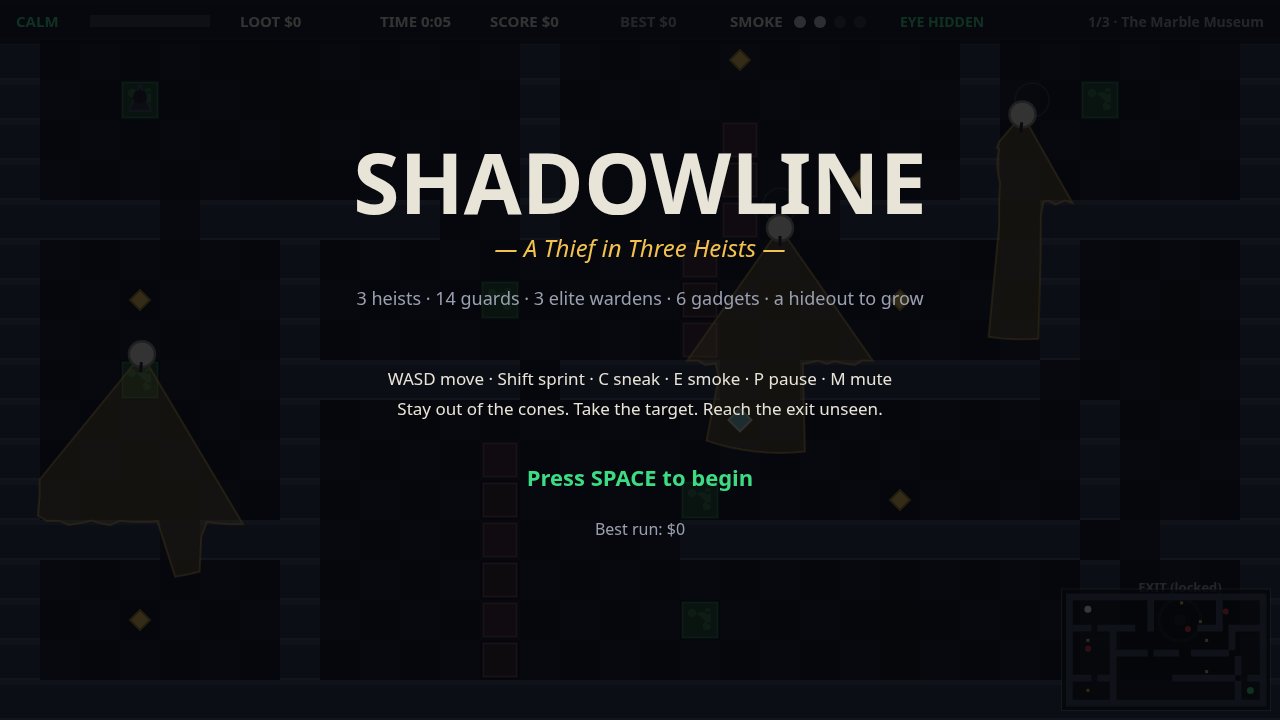 CALM LOOT $0 TIME 0:05 SCORE $0 BEST $0 SMOKE EYE HIDDEN 1/3 · The Marble Museum
SHADOWLINE
— A Thief in Three Heists —
3 heists · 14 guards · 3 elite wardens · 6 gadgets · a hideout to grow
WASD move · Shift sprint · C sneak · E smoke · P pause · M mute
Stay out of the cones. Take the target. Reach the exit unseen.
Press SPACE to begin
Best run: $0
EXIT (locked)